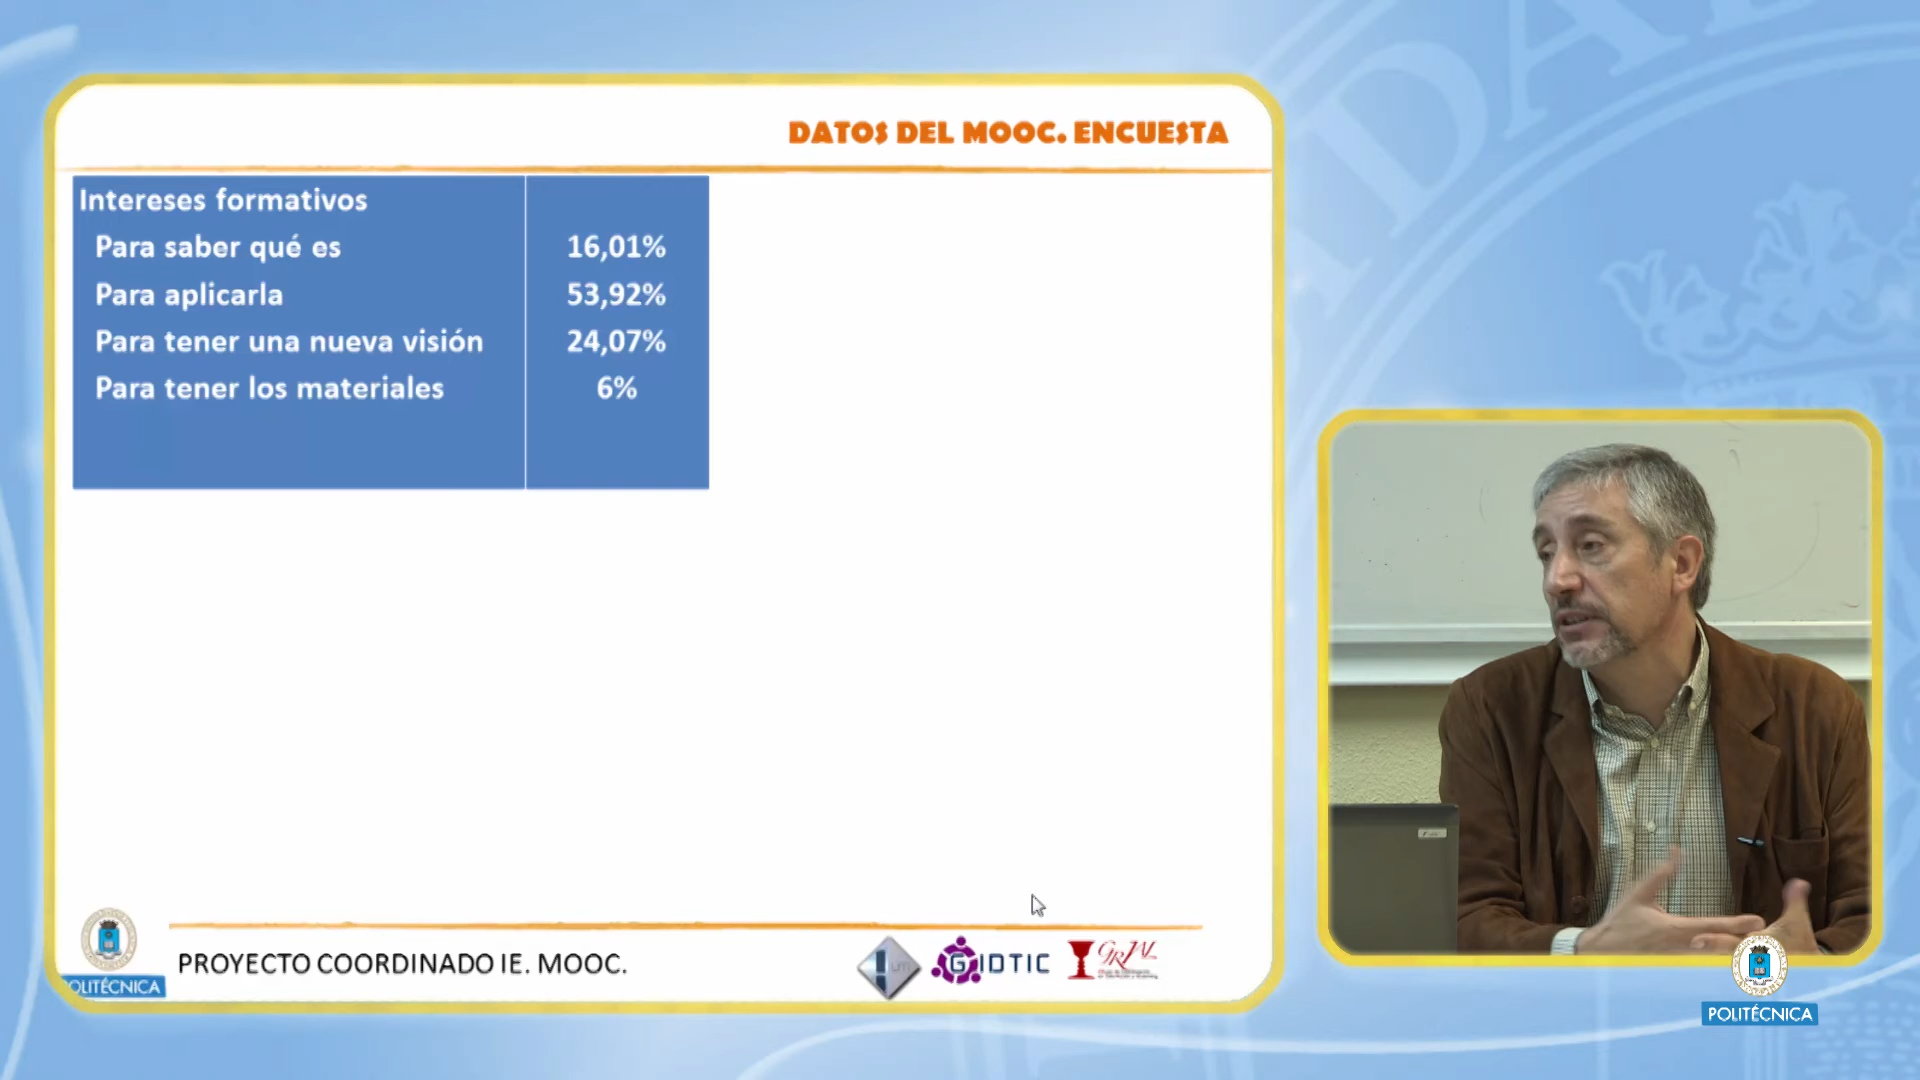 DATOS DEL MOOC. ENCUESTA
Intereses formativos
Para saber qué es 16,01%
Para aplicarla 53,92%
Para tener una nueva visión 24,07%
Para tener los materiales 6%
PROYECTO COORDINADO IE. MOOC.
GIDTIC
GRIAL
OLITÉCNICA
POLITÉCNICA